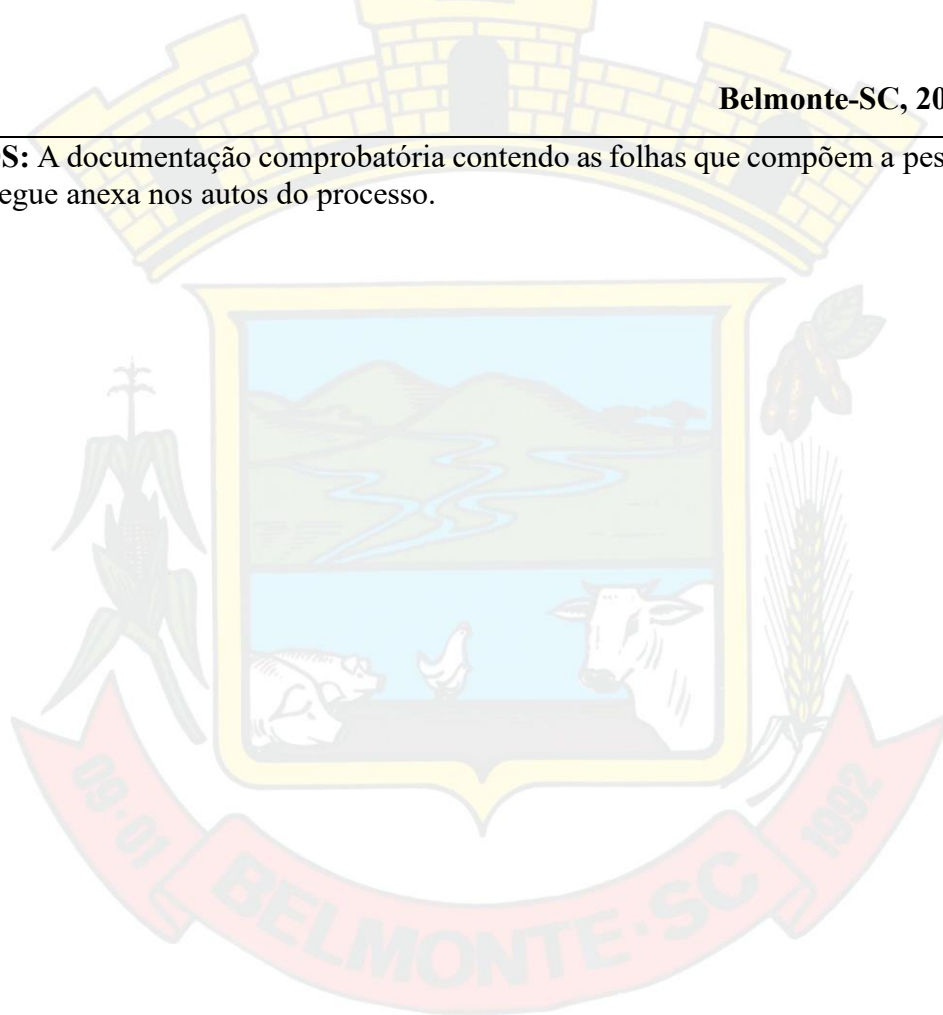 Belmonte-SC, 20
S: A documentação comprobatória contendo as folhas que compõem a pes
egue anexa nos autos do processo.
09-01 BELMONTE-SC 1992